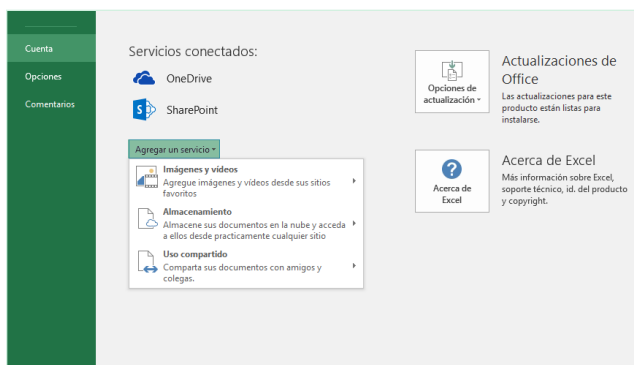 Cuenta
Opciones
Comentarios
Servicios conectados:
OneDrive
S
SharePoint
Agregar un servicio
Imágenes y vídeos
Agregue imágenes y vídeos desde sus sitios
favoritos
Almacenamiento
Almacene sus documentos en la nube y acceda
a ellos desde practicamente cualquier sitio
Uso compartido
Comparta sus documentos con amigos y
colegas.
Opciones de
actualización
Actualizaciones de
Office
Las actualizaciones para este
producto están listas para
instalarse.
?
Acerca de
Excel
Acerca de Excel
Más información sobre Excel,
soporte técnico, id. del producto
y copyright.